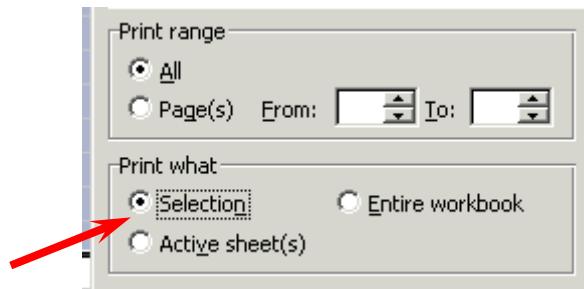 Print range
All
Page(s) From: To:
Print what
Selection Entire workbook
Active sheet(s)